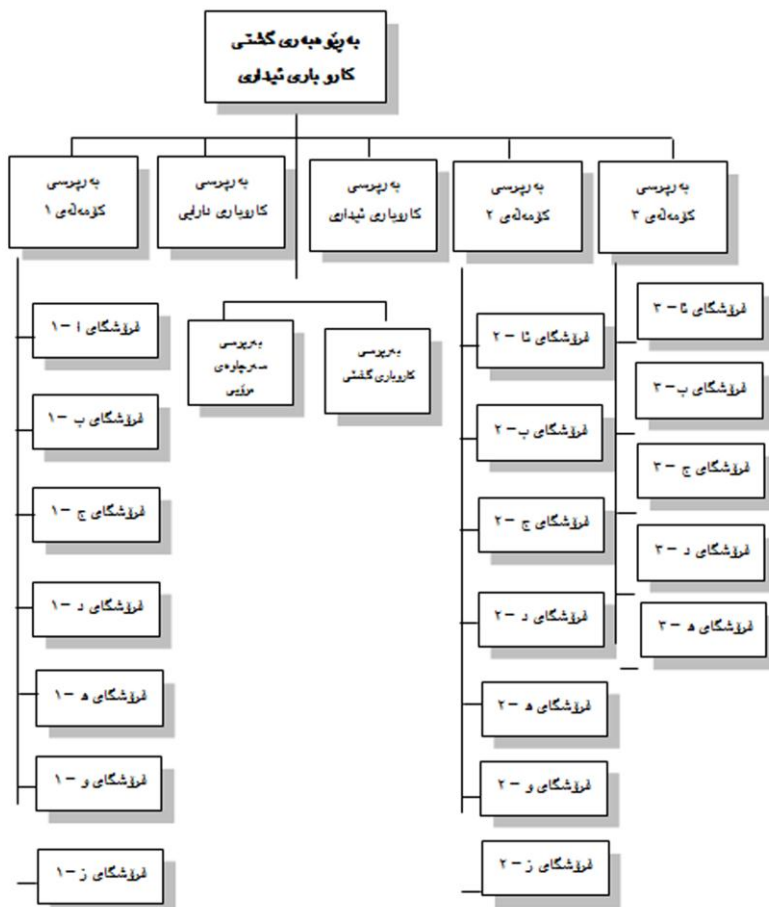 بەرێوەبەری گشتی
کاروباری ئیداری
بەرپرسی
کۆمەڵەی ٣
بەرپرسی
کۆمەڵەی ٢
بەرپرسی
کاروباری ئیداری
بەرپرسی
کاروباری دارایی
بەرپرسی
کۆمەڵەی ١
بەرپرسی
کاروباری گشتی
بەرپرسی
سەرچاوەی
مرۆیی
فرۆشگای ئا –٣
فرۆشگای ب–٣
فرۆشگای ج –٣
فرۆشگای د –٣
فرۆشگای ه –٣
فرۆشگای ئا –٢
فرۆشگای ب–٢
فرۆشگای ج –٢
فرۆشگای د –٢
فرۆشگای ه –٢
فرۆشگای و –٢
فرۆشگای ز –٢
فرۆشگای ا –١
فرۆشگای ب –١
فرۆشگای ج –١
فرۆشگای د –١
فرۆشگای ه –١
فرۆشگای و –١
فرۆشگای ز –١